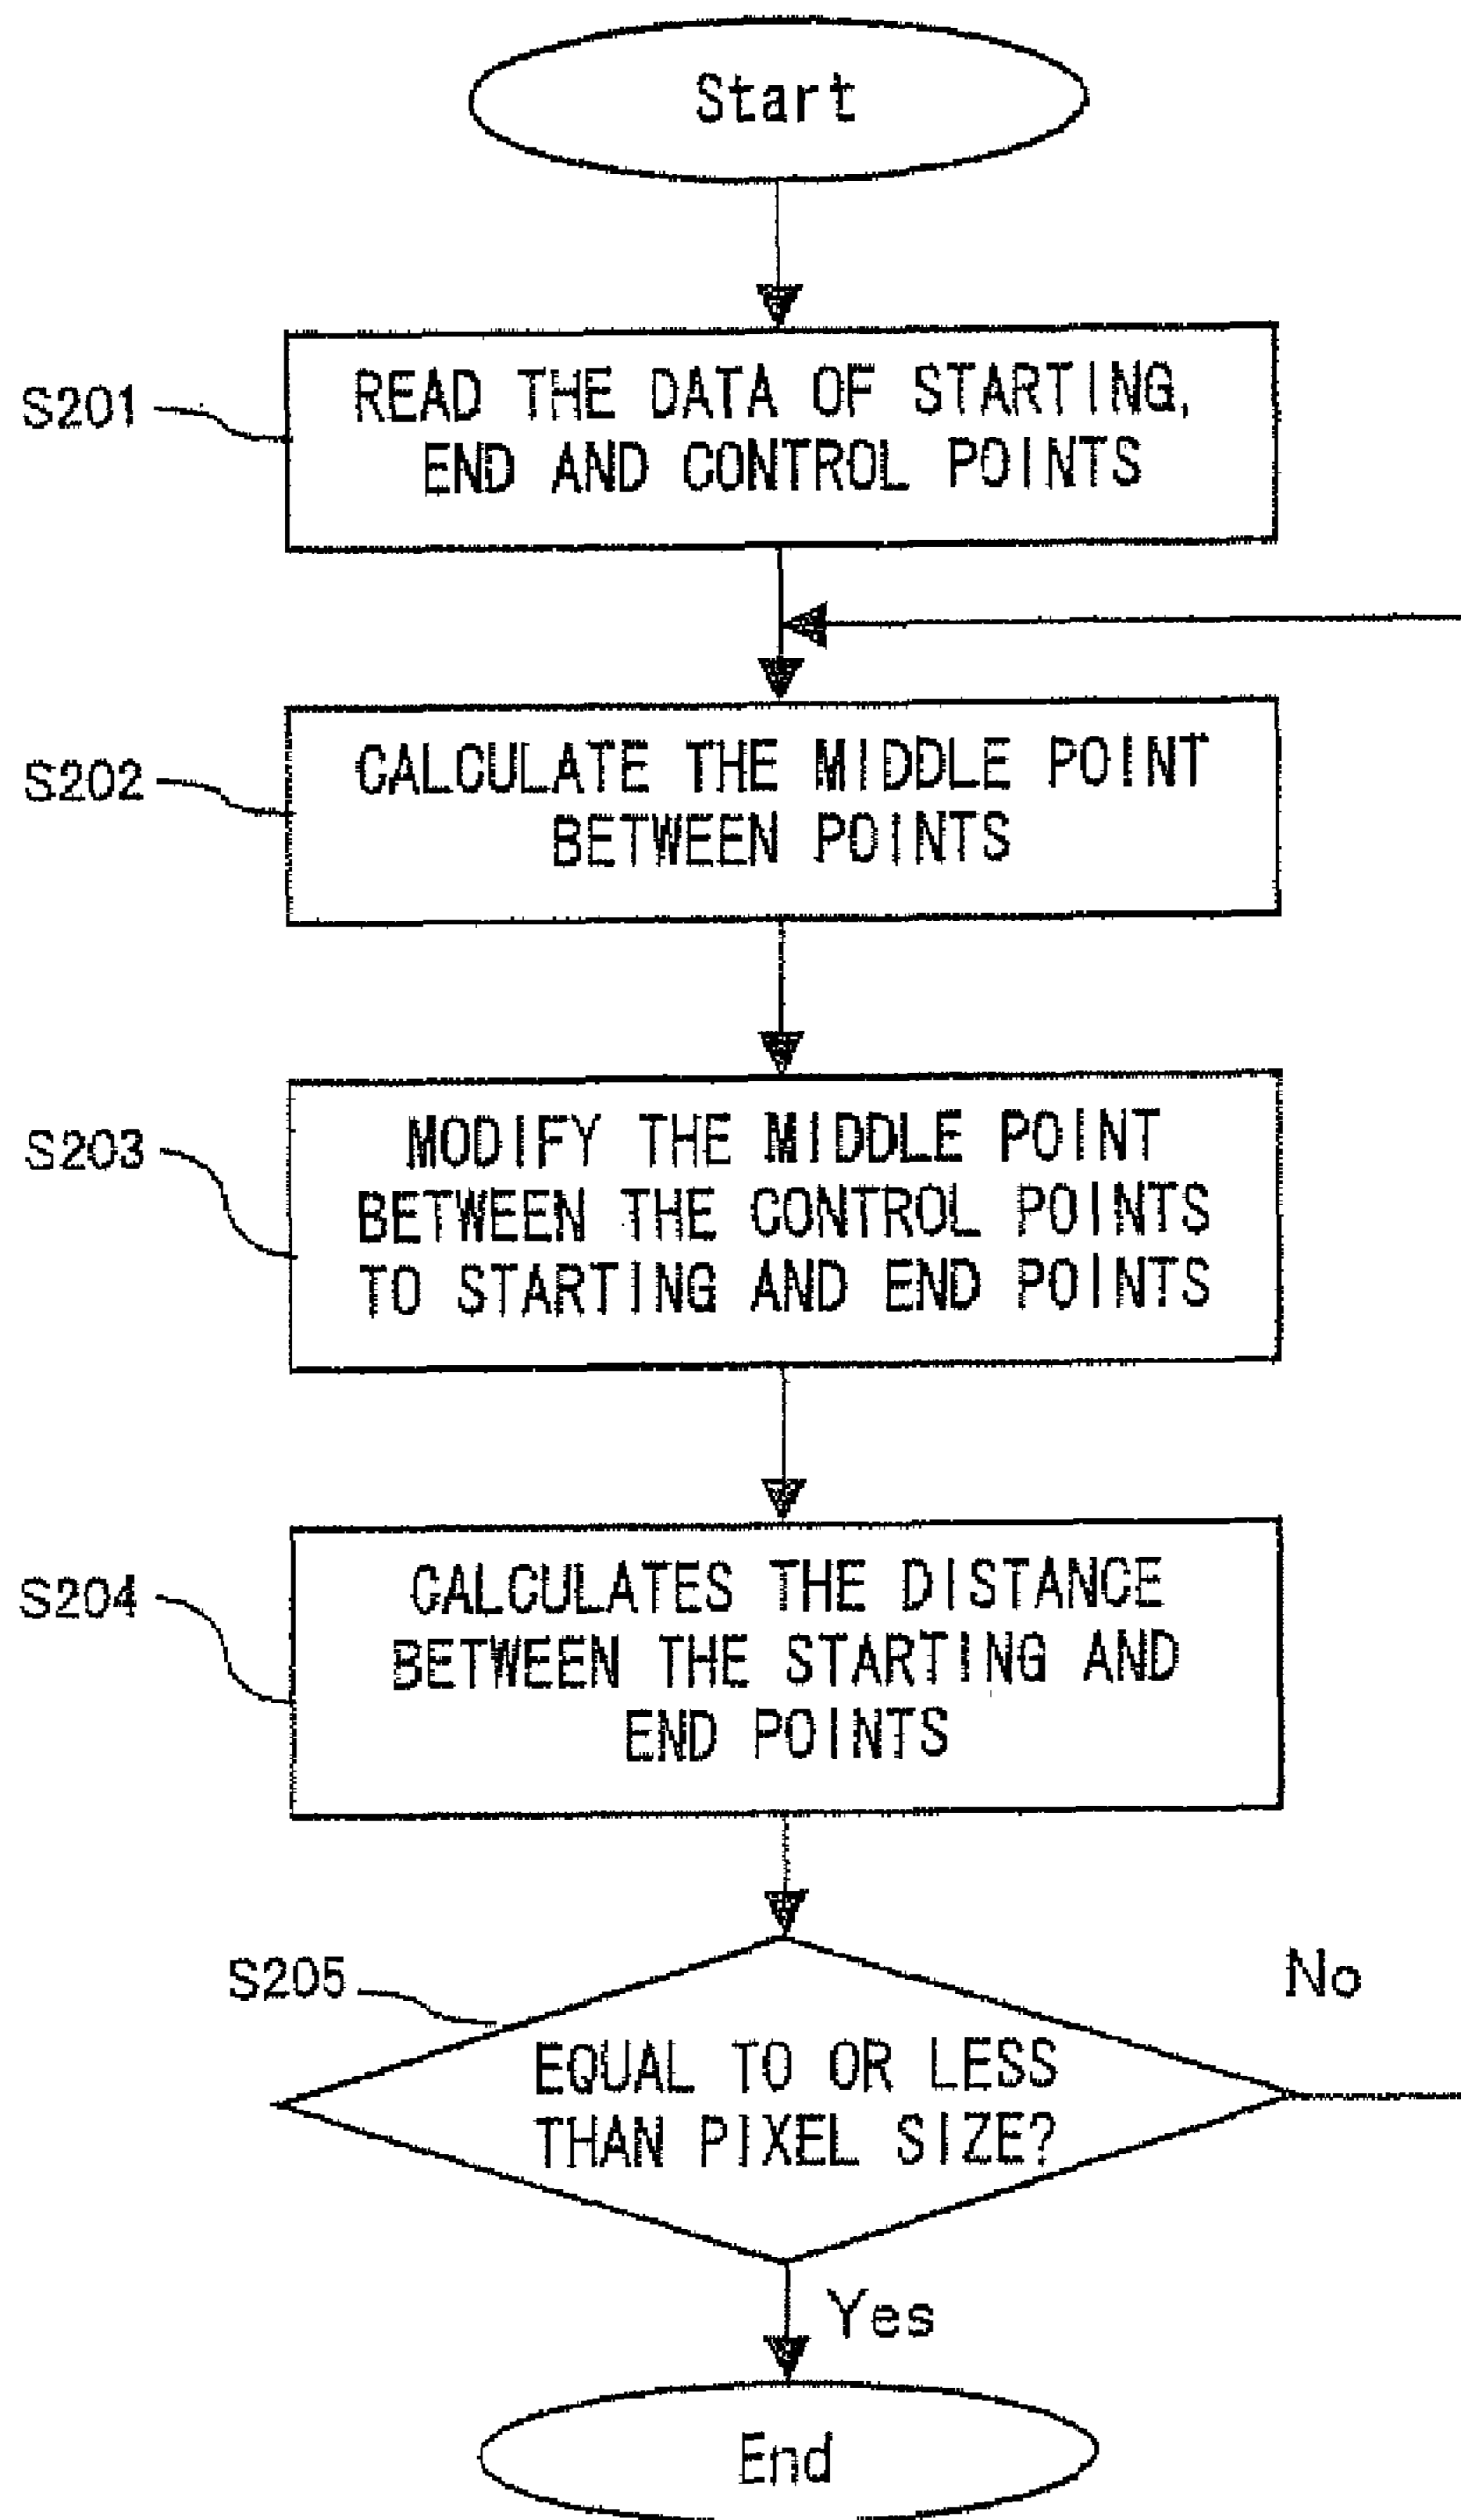 Start
S201
READ THE DATA OF STARTING,
END AND CONTROL POINTS
S202
CALCULATE THE MIDDLE POINT
BETWEEN POINTS
S203
MODIFY THE MIDDLE POINT
BETWEEN THE CONTROL POINTS
TO STARTING AND END POINTS
S204
CALCULATES THE DISTANCE
BETWEEN THE STARTING AND
END POINTS
S205
No
EQUAL TO OR LESS
THAN PIXEL SIZE?
Yes
End